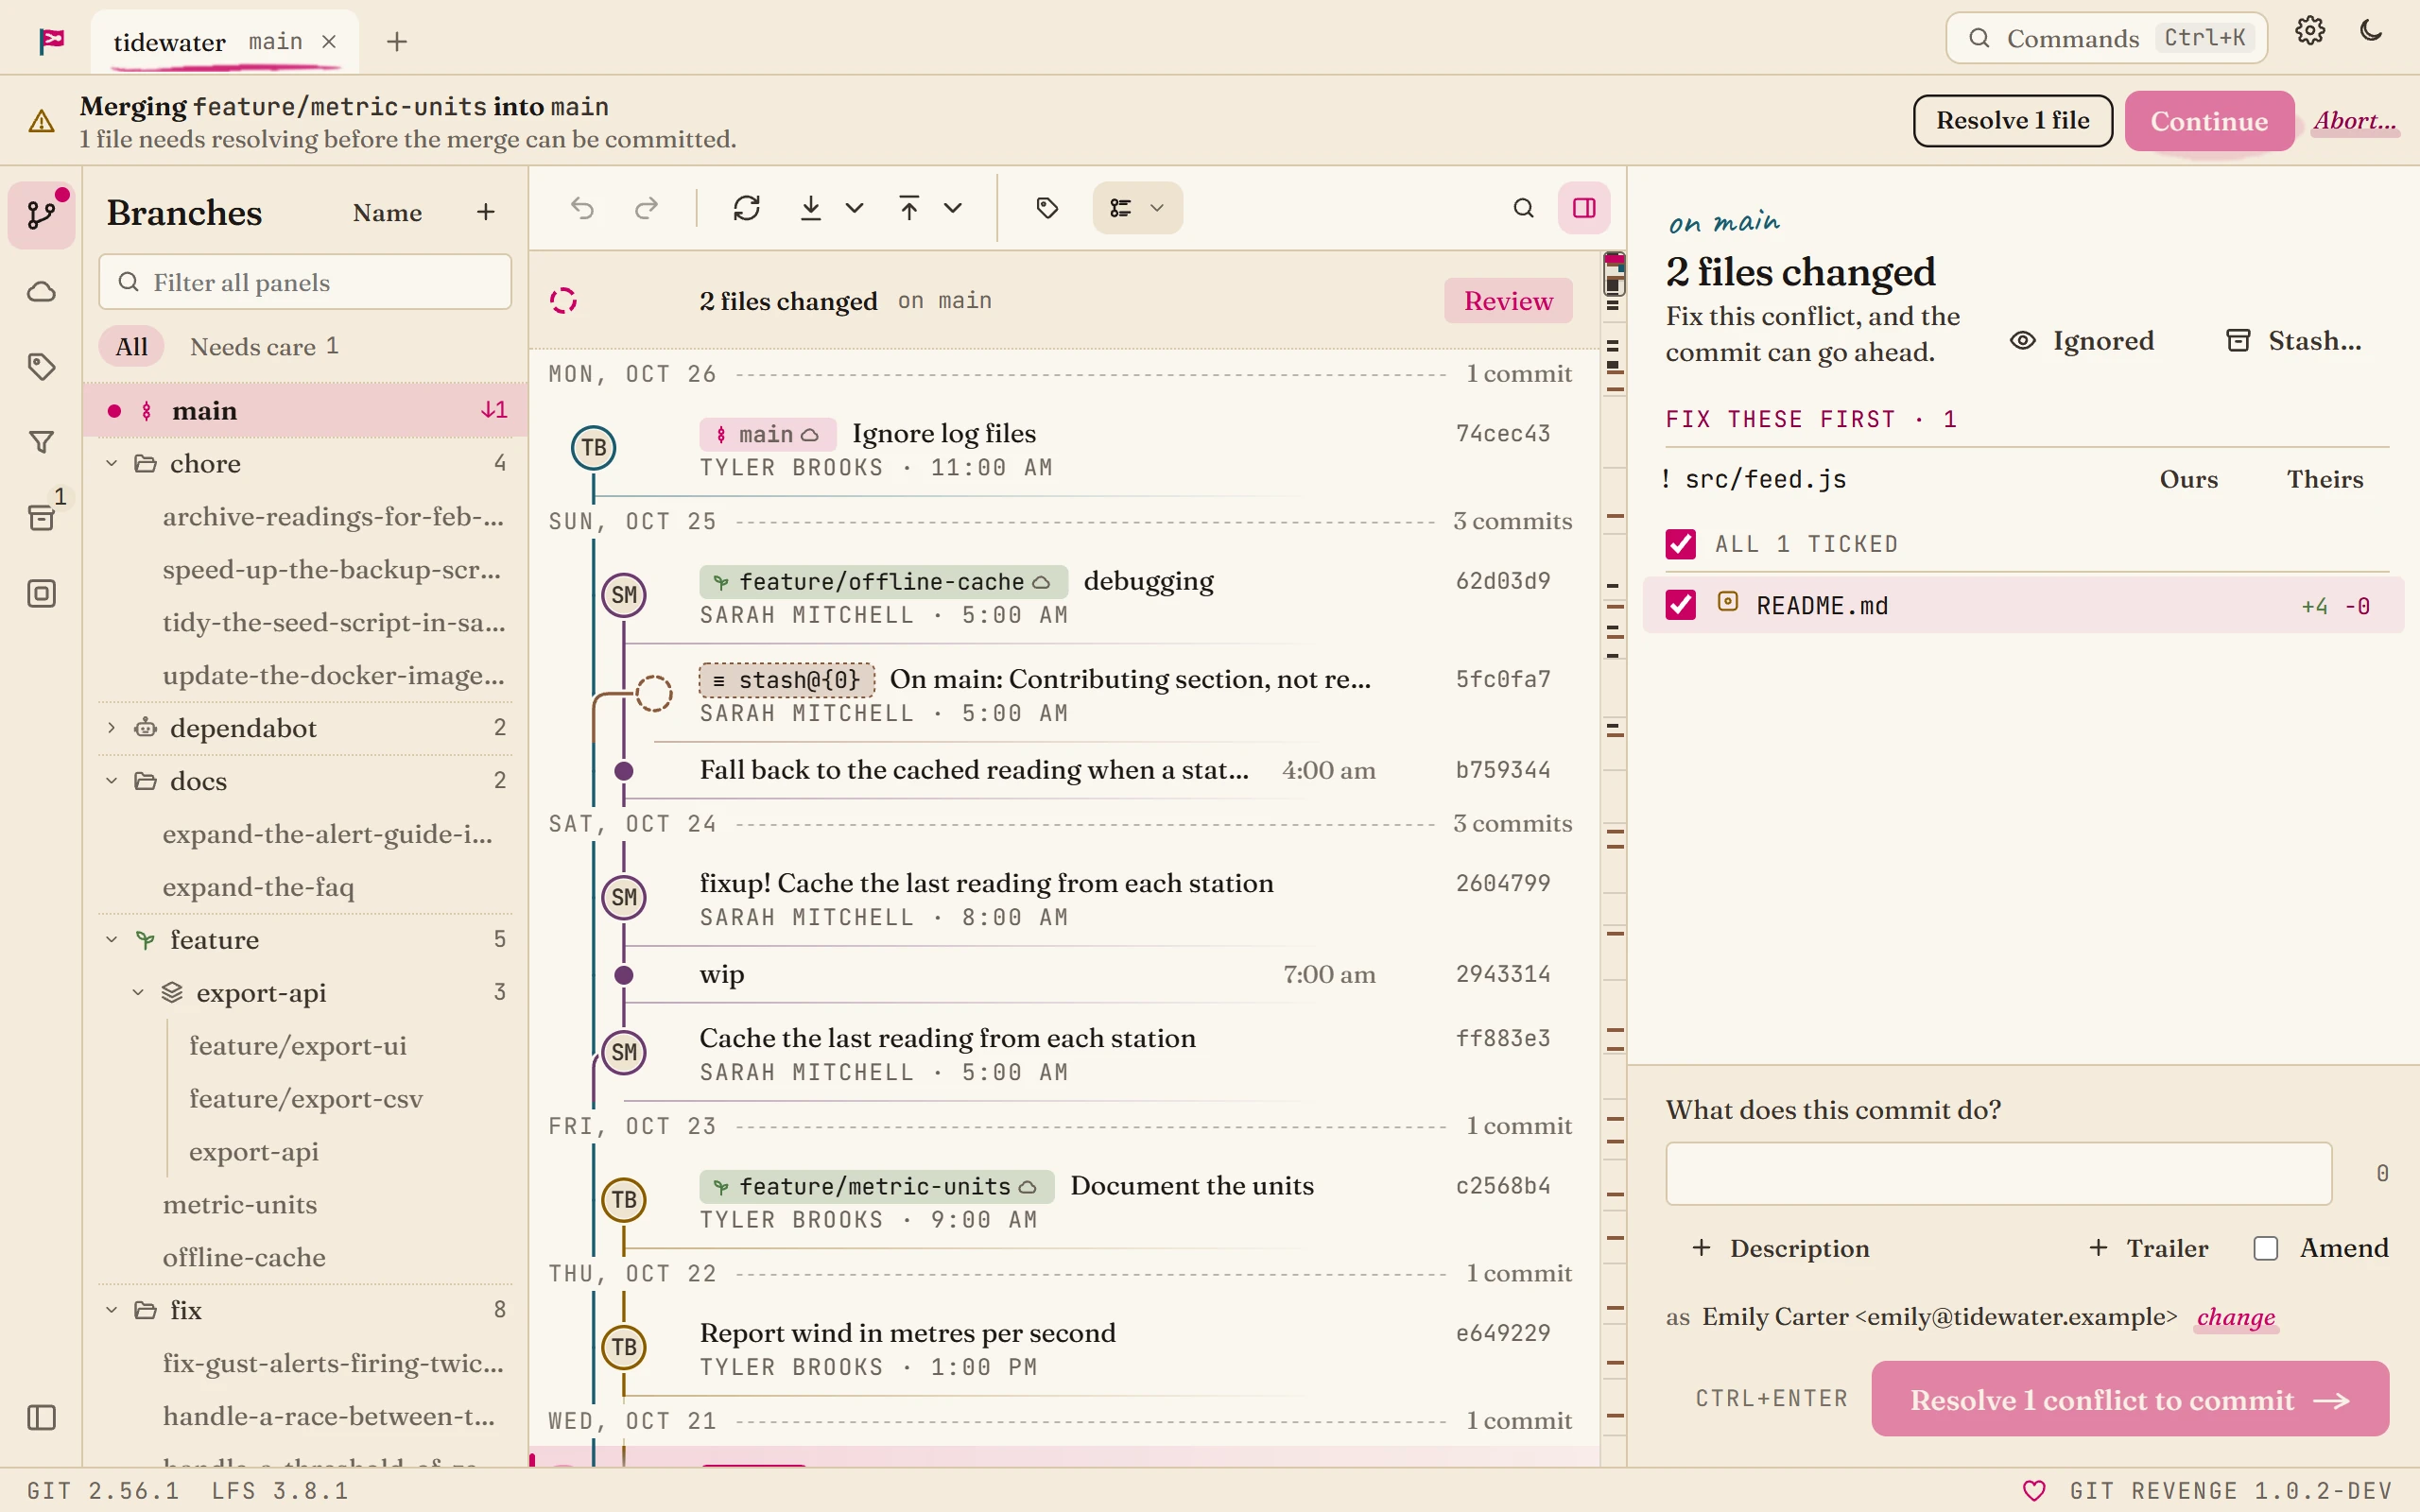 tidewater main
Commands Ctrl+K
Merging feature/metric-units into main
1 file needs resolving before the merge can be committed.
Resolve 1 file
Continue
Abort...
Branches
Name
Filter all panels
All
Needs care 1
main ↓1
chore 4
archive-readings-for-feb-...
speed-up-the-backup-scr...
tidy-the-seed-script-in-sa...
update-the-docker-image...
dependabot 2
docs 2
expand-the-alert-guide-i...
expand-the-faq
feature 5
export-api 3
feature/export-ui
feature/export-csv
export-api
metric-units
offline-cache
fix 8
fix-gust-alerts-firing-twic...
handle-a-race-between-t...
1
2 files changed on main
Review
MON, OCT 26 1 commit
main Ignore log files 74cec43
TB
TYLER BROOKS · 11:00 AM
SUN, OCT 25 3 commits
feature/offline-cache debugging 62d03d9
SM
SARAH MITCHELL · 5:00 AM
stash@{0} On main: Contributing section, not re... 5fc0fa7
SARAH MITCHELL · 5:00 AM
Fall back to the cached reading when a stat... 4:00 am b759344
SAT, OCT 24 3 commits
fixup! Cache the last reading from each station 2604799
SM
SARAH MITCHELL · 8:00 AM
wip 7:00 am 2943314
Cache the last reading from each station ff883e3
SM
SARAH MITCHELL · 5:00 AM
FRI, OCT 23 1 commit
feature/metric-units Document the units c2568b4
TB
TYLER BROOKS · 9:00 AM
THU, OCT 22 1 commit
Report wind in metres per second e649229
TB
TYLER BROOKS · 1:00 PM
WED, OCT 21 1 commit
on main
2 files changed
Fix this conflict, and the
commit can go ahead.
Ignored
Stash...
FIX THESE FIRST · 1
! src/feed.js Ours Theirs
ALL 1 TICKED
README.md +4 -0
What does this commit do?
0
+ Description
+ Trailer
Amend
as Emily Carter <emily@tidewater.example> change
CTRL+ENTER
Resolve 1 conflict to commit →
GIT 2.56.1 LFS 3.8.1
GIT REVENGE 1.0.2-DEV